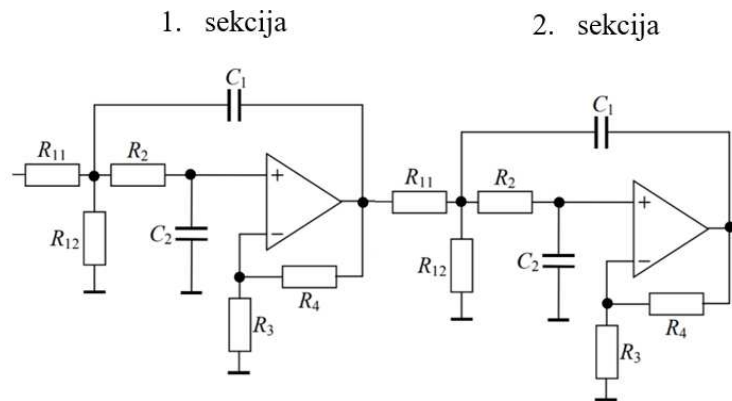 1. sekcija
2. sekcija
C₁
R₁₁
R₂
+
R₁₂
C₂
−
R₄
R₃
C₁
R₁₁
R₂
+
R₁₂
C₂
−
R₄
R₃